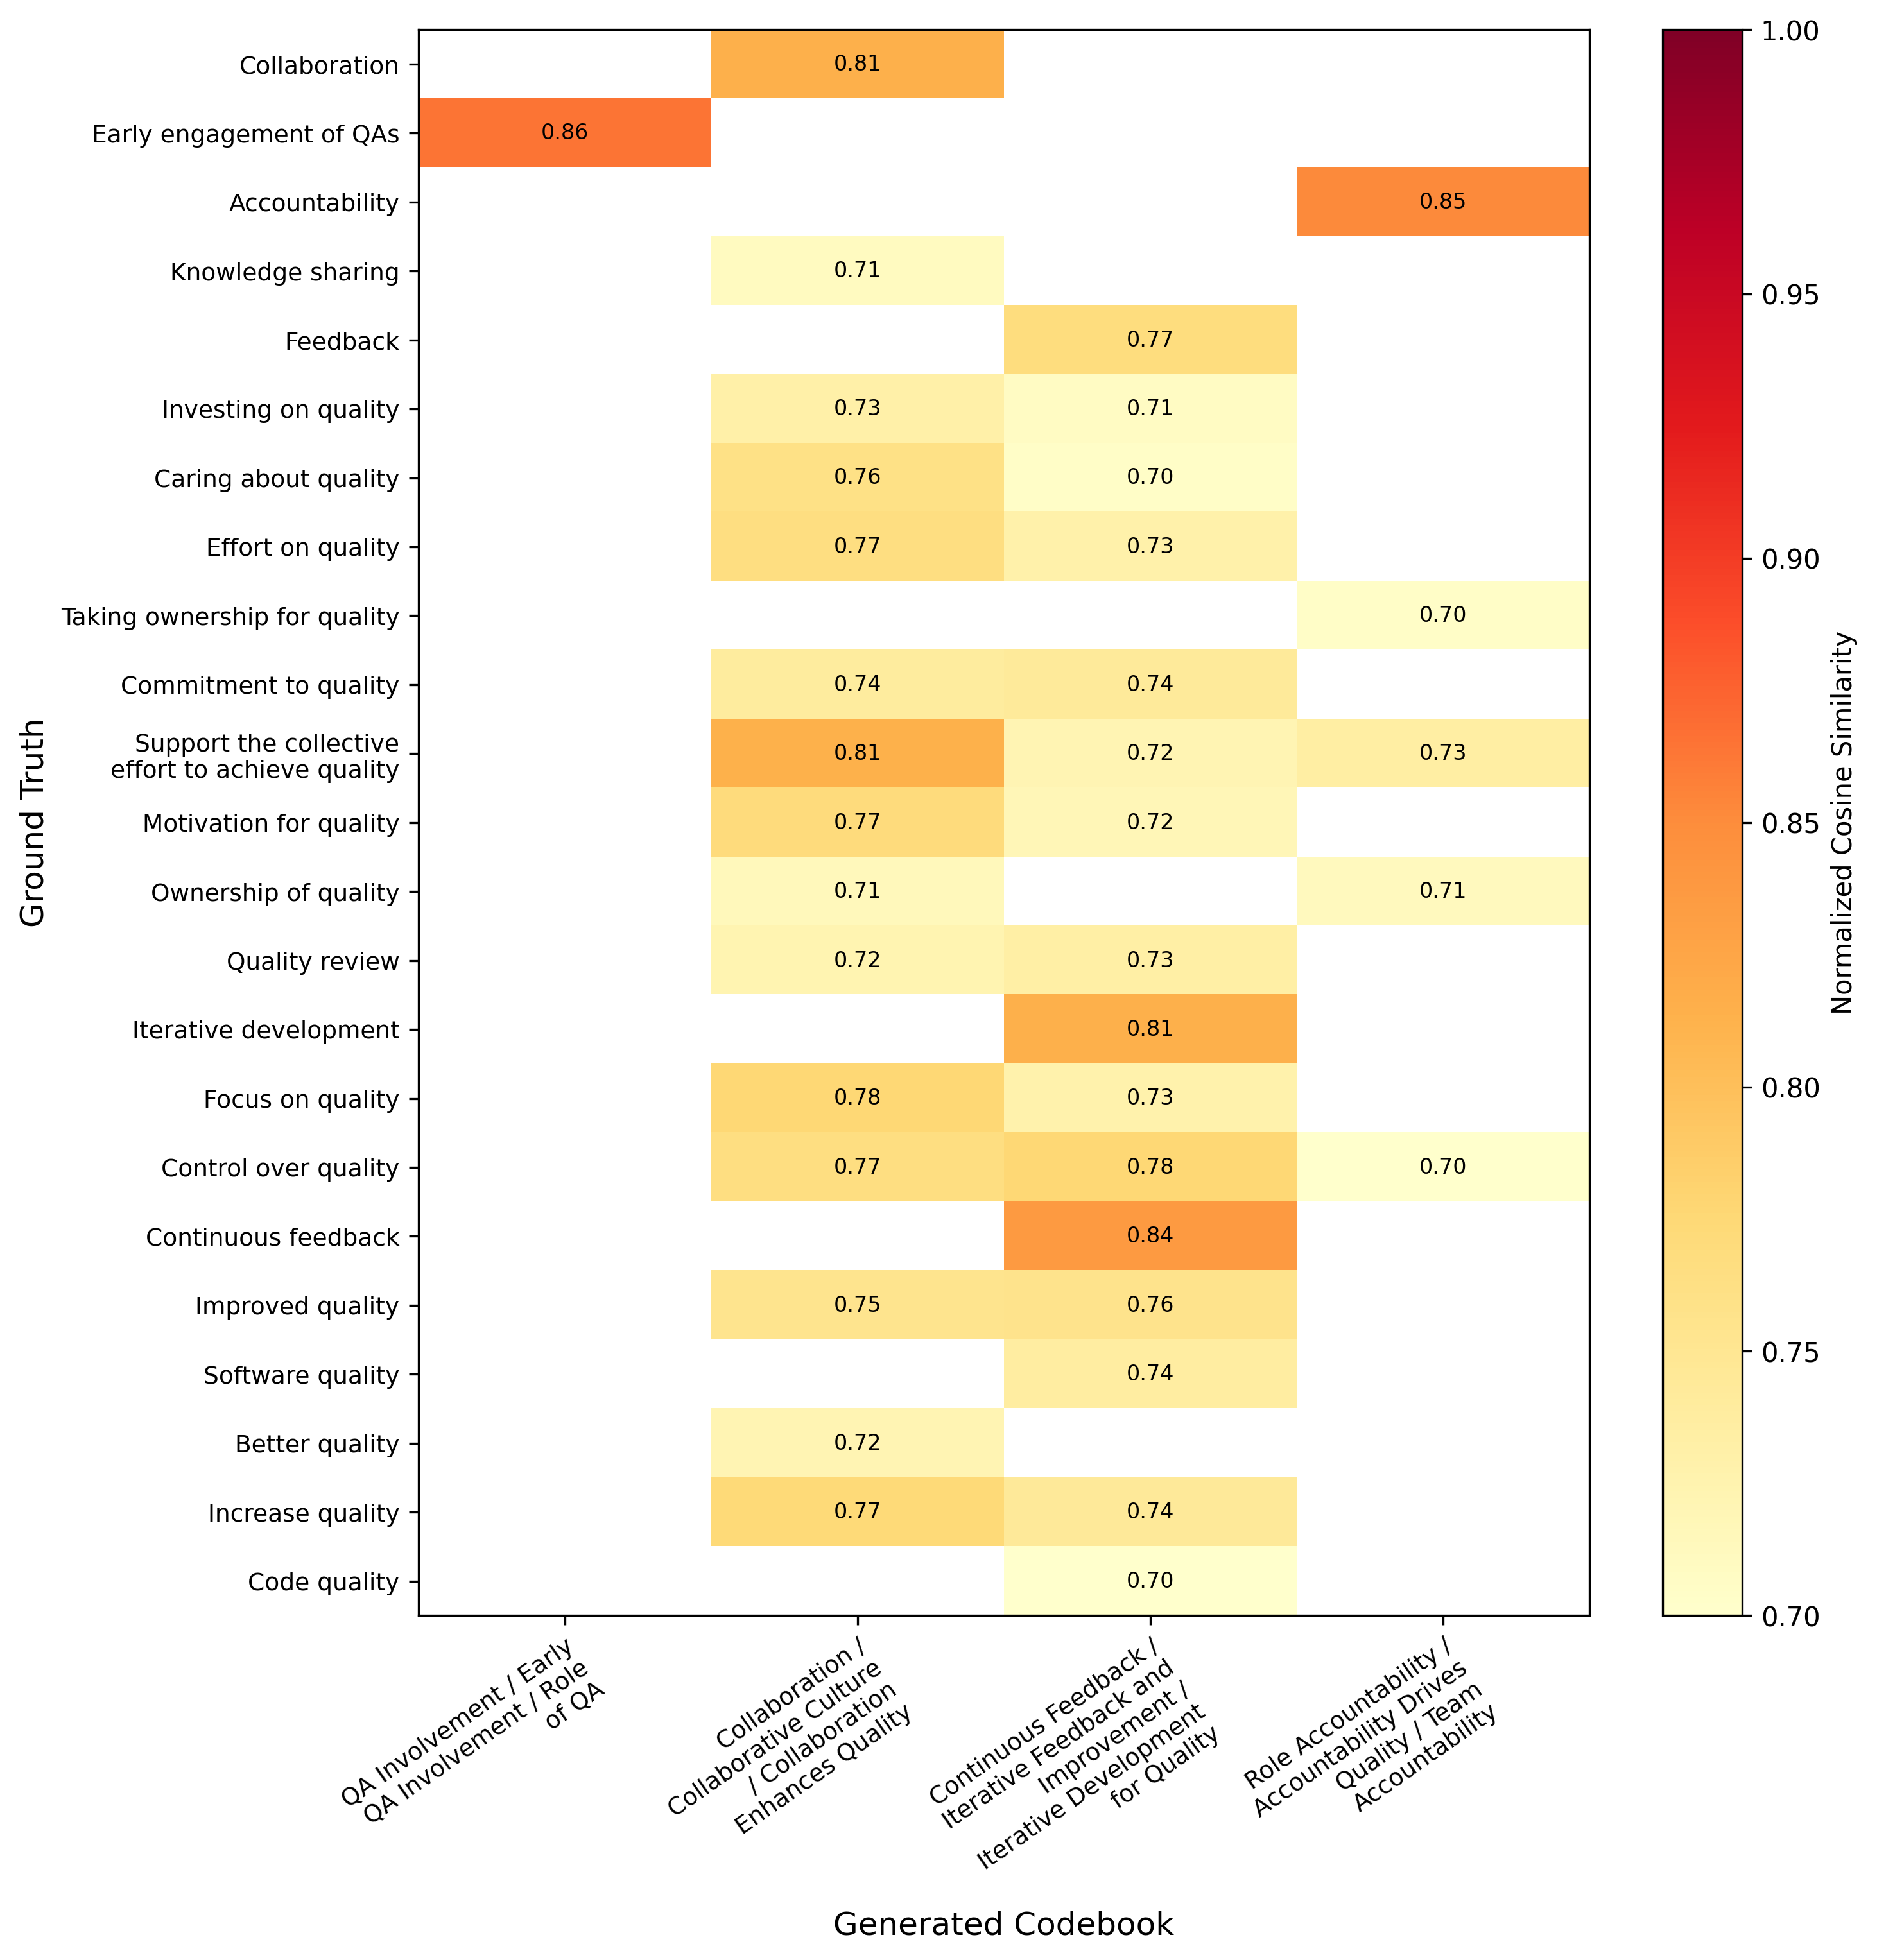 Collaboration
0.81
Early engagement of QAs
0.86
Accountability
0.85
Knowledge sharing
0.71
Feedback
0.77
Investing on quality
0.73
0.71
Caring about quality
0.76
0.70
Effort on quality
0.77
0.73
Taking ownership for quality
0.70
Commitment to quality
0.74
0.74
Support the collective
effort to achieve quality
0.81
0.72
0.73
Motivation for quality
0.77
0.72
Ownership of quality
0.71
0.71
Quality review
0.72
0.73
Iterative development
0.81
Focus on quality
0.78
0.73
Control over quality
0.77
0.78
0.70
Continuous feedback
0.84
Improved quality
0.75
0.76
Software quality
0.74
Better quality
0.72
Increase quality
0.77
0.74
Code quality
0.70
Ground Truth
QA Involvement / Early
QA Involvement / Role
of QA
Collaboration /
Collaborative Culture
/ Collaboration
Enhances Quality
Continuous Feedback /
Iterative Feedback and
Improvement /
Iterative Development
for Quality
Role Accountability /
Accountability Drives
Quality / Team
Accountability
Generated Codebook
1.00
0.95
0.90
0.85
0.80
0.75
0.70
Normalized Cosine Similarity